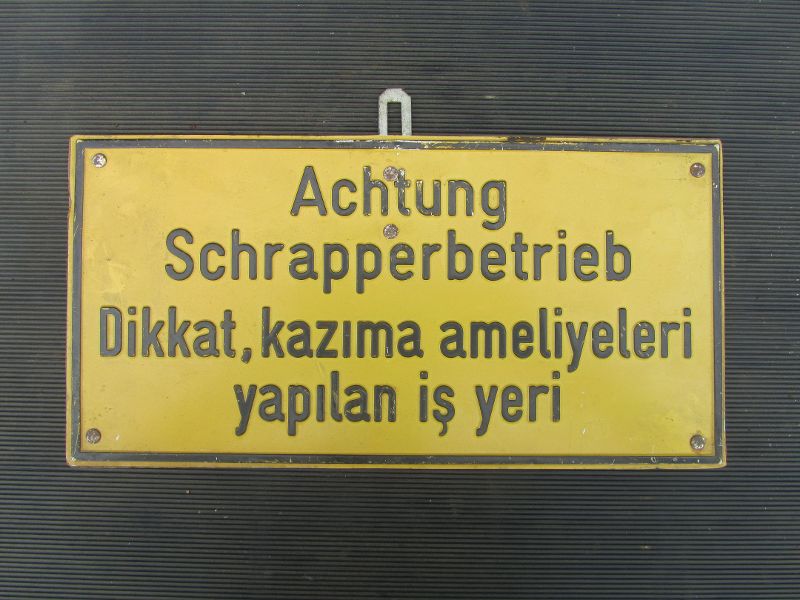 Achtung
Schrapperbetrieb
Dikkat, kazıma ameliyeleri
yapılan iş yeri